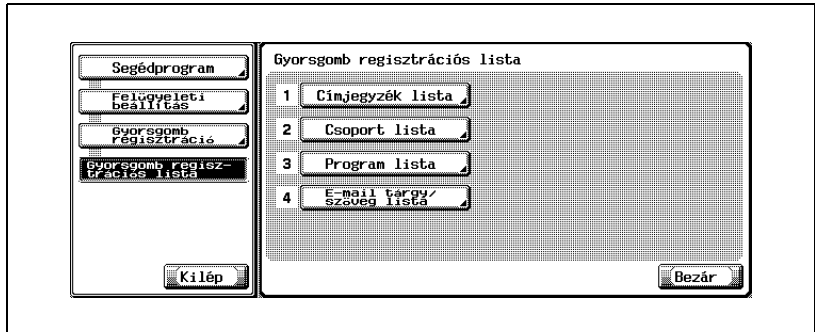 Segédprogram
Felügyeleti
beállítás
Gyorsgomb
régisztráció
Gyorsgomb regisz-
trációs lista
Kilép
Gyorsgomb regisztrációs lista
1 Címjegyzék lista
2 Csoport lista
3 Program lista
4 E-mail tárgy/
szöveg lista
Bezár